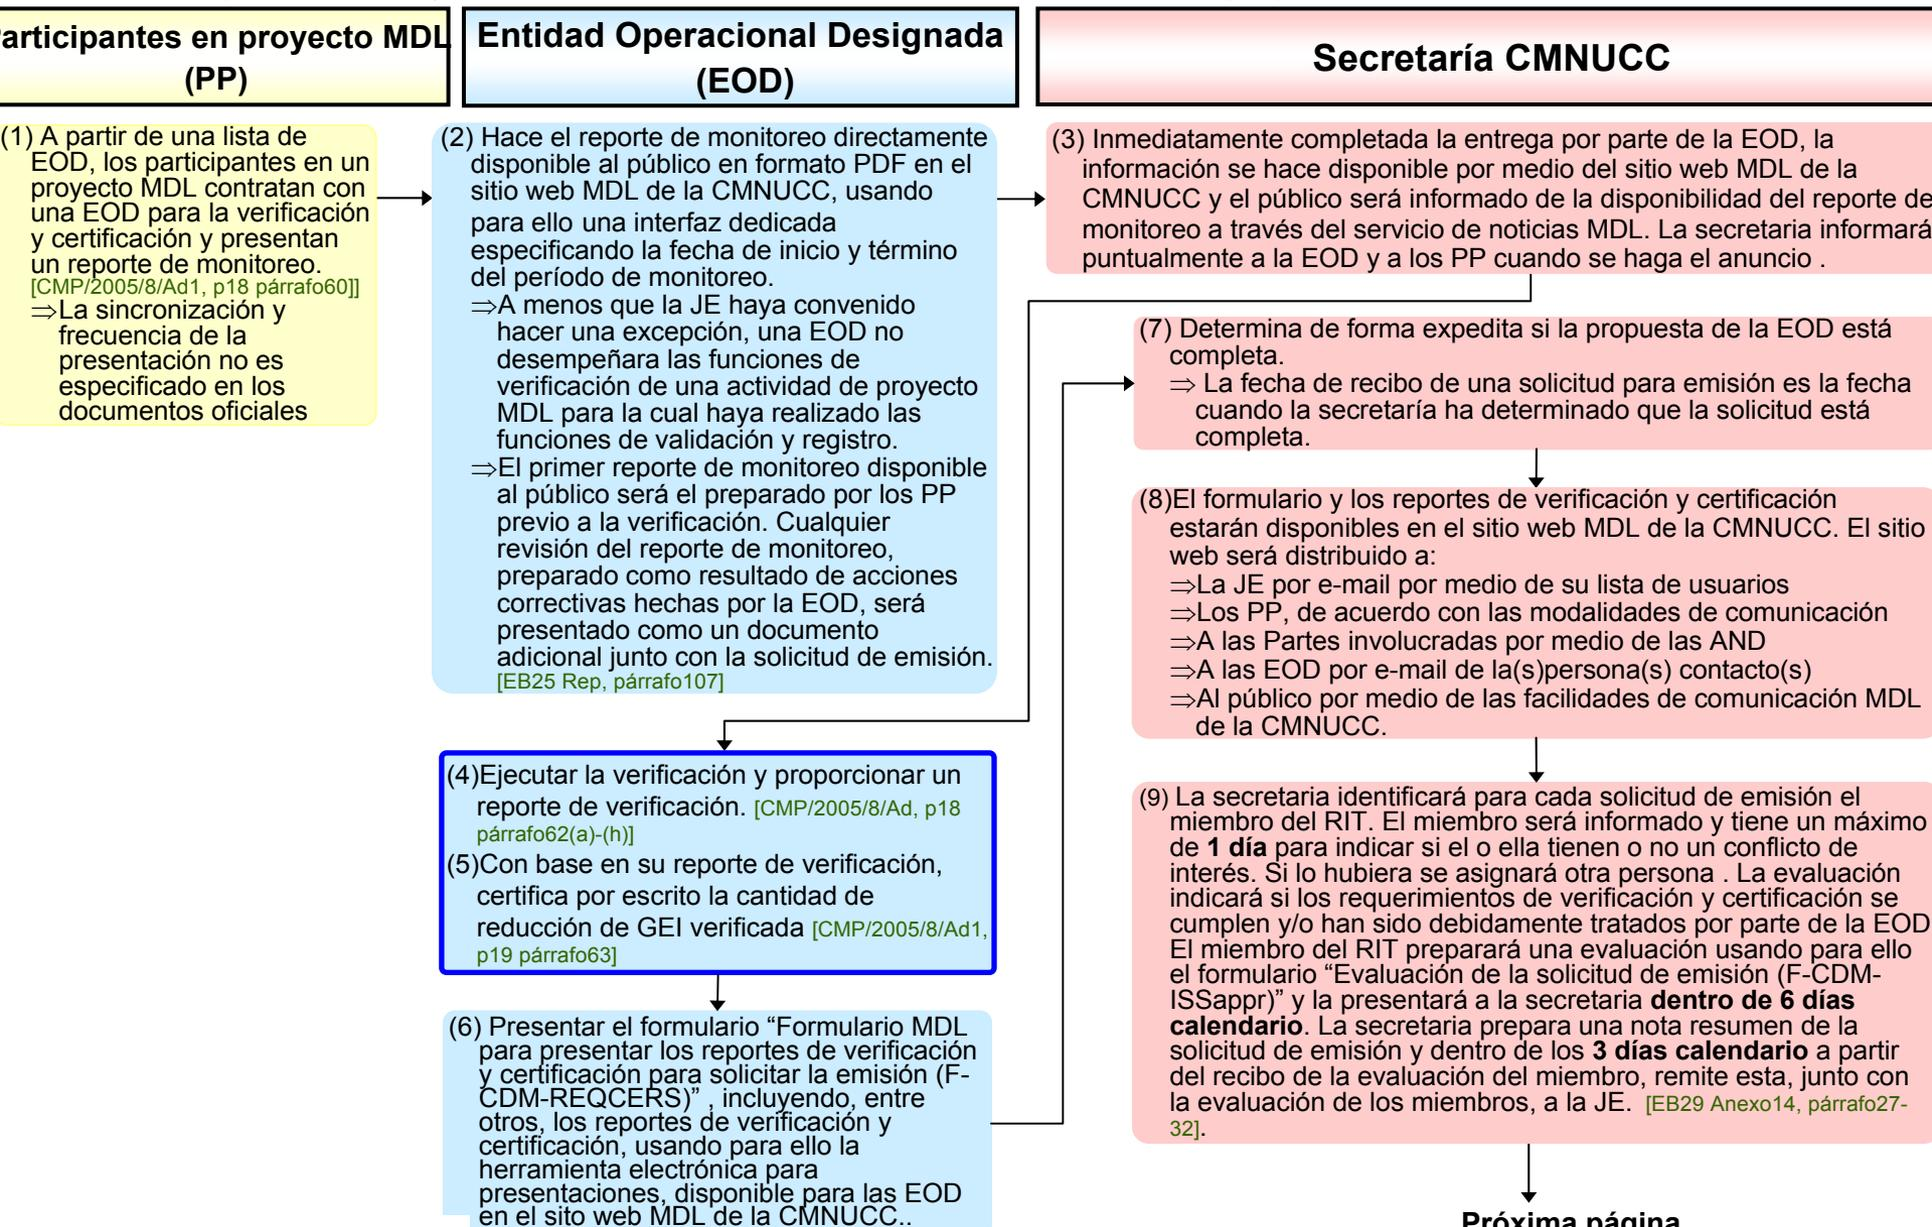 Participantes en proyecto MDL
(PP)
Entidad Operacional Designada
(EOD)
Secretaría CMNUCC
(1) A partir de una lista de
EOD, los participantes en un
proyecto MDL contratan con
una EOD para la verificación
y certificación y presentan
un reporte de monitoreo.
[CMP/2005/8/Ad1, p18 párrafo60]]
⇒La sincronización y
frecuencia de la
presentación no es
especificado en los
documentos oficiales
(2) Hace el reporte de monitoreo directamente
disponible al público en formato PDF en el
sitio web MDL de la CMNUCC, usando
para ello una interfaz dedicada
especificando la fecha de inicio y término
del período de monitoreo.
⇒A menos que la JE haya convenido
hacer una excepción, una EOD no
desempeñara las funciones de
verificación de una actividad de proyecto
MDL para la cual haya realizado las
funciones de validación y registro.
⇒El primer reporte de monitoreo disponible
al público será el preparado por los PP
previo a la verificación. Cualquier
revisión del reporte de monitoreo,
preparado como resultado de acciones
correctivas hechas por la EOD, será
presentado como un documento
adicional junto con la solicitud de emisión.
[EB25 Rep, párrafo107]
(3) Inmediatamente completada la entrega por parte de la EOD, la
información se hace disponible por medio del sitio web MDL de la
CMNUCC y el público será informado de la disponibilidad del reporte de
monitoreo a través del servicio de noticias MDL. La secretaria informará
puntualmente a la EOD y a los PP cuando se haga el anuncio .
(4)Ejecutar la verificación y proporcionar un
reporte de verificación. [CMP/2005/8/Ad, p18
párrafo62(a)-(h)]
(5)Con base en su reporte de verificación,
certifica por escrito la cantidad de
reducción de GEI verificada [CMP/2005/8/Ad1,
p19 párrafo63]
(6) Presentar el formulario “Formulario MDL
para presentar los reportes de verificación
y certificación para solicitar la emisión (F-
CDM-REQCERS)” , incluyendo, entre
otros, los reportes de verificación y
certificación, usando para ello la
herramienta electrónica para
presentaciones, disponible para las EOD
en el sito web MDL de la CMNUCC..
(7) Determina de forma expedita si la propuesta de la EOD está
completa.
⇒ La fecha de recibo de una solicitud para emisión es la fecha
cuando la secretaría ha determinado que la solicitud está
completa.
(8)El formulario y los reportes de verificación y certificación
estarán disponibles en el sitio web MDL de la CMNUCC. El sitio
web será distribuido a:
⇒La JE por e-mail por medio de su lista de usuarios
⇒Los PP, de acuerdo con las modalidades de comunicación
⇒A las Partes involucradas por medio de las AND
⇒A las EOD por e-mail de la(s)persona(s) contacto(s)
⇒Al público por medio de las facilidades de comunicación MDL
de la CMNUCC.
(9) La secretaria identificará para cada solicitud de emisión el
miembro del RIT. El miembro será informado y tiene un máximo
de 1 día para indicar si el o ella tienen o no un conflicto de
interés. Si lo hubiera se asignará otra persona . La evaluación
indicará si los requerimientos de verificación y certificación se
cumplen y/o han sido debidamente tratados por parte de la EOD
El miembro del RIT preparará una evaluación usando para ello
el formulario “Evaluación de la solicitud de emisión (F-CDM-
ISSappr)” y la presentará a la secretaria dentro de 6 días
calendario. La secretaria prepara una nota resumen de la
solicitud de emisión y dentro de los 3 días calendario a partir
del recibo de la evaluación del miembro, remite esta, junto con
la evaluación de los miembros, a la JE. [EB29 Anexo14, párrafo27-
32].
Próxima página